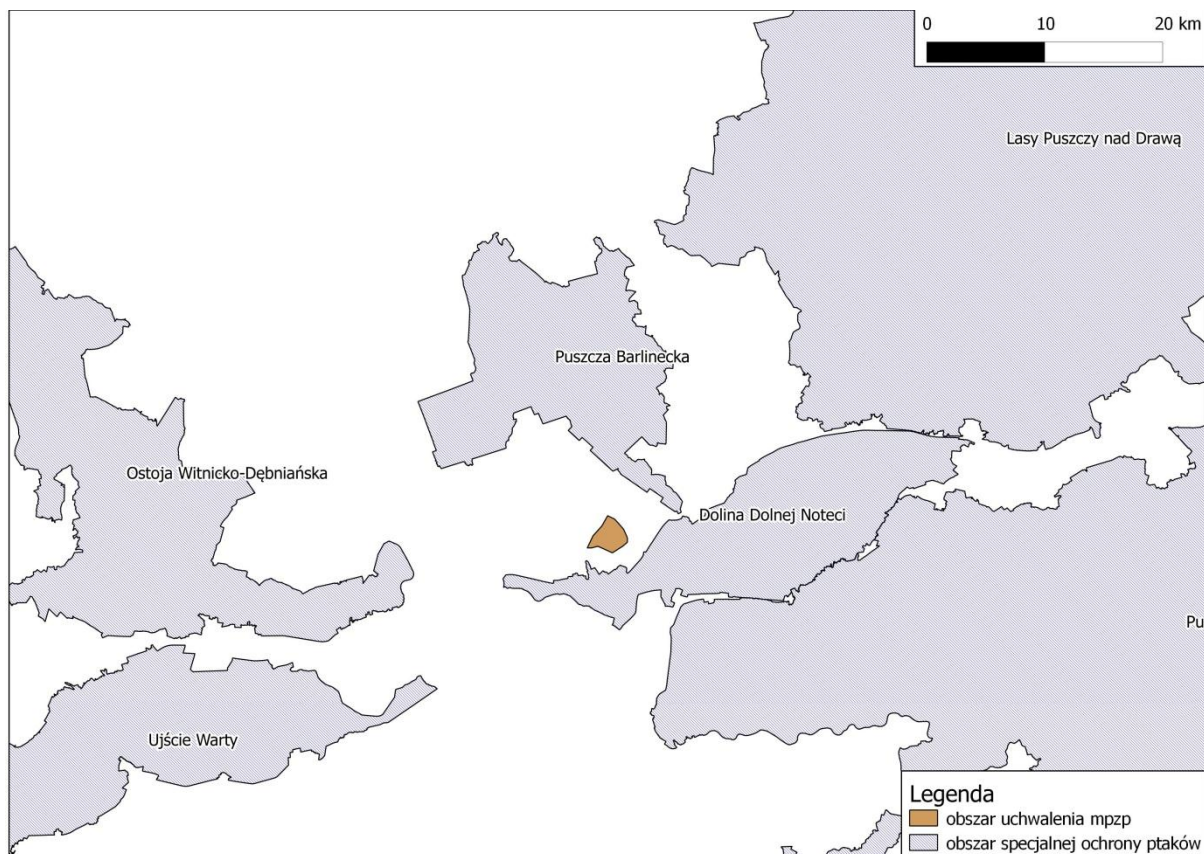 0 10 20 km
Lasy Puszczy nad Drawą
Puszcza Barlinecka
Ostoja Witnicko-Dębniańska
Dolina Dolnej Noteci
Pu
Ujście Warty
Legenda
obszar uchwalenia mpzp
obszar specjalnej ochrony ptaków